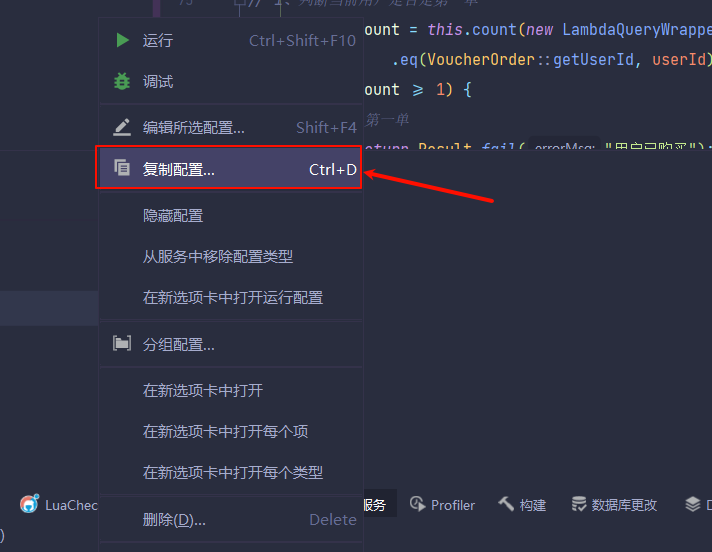 75 // 1、判断当前用户是否是第一单
ount = this.count(new LambdaQueryWrappe
.eq(VoucherOrder::getUserId, userId)
ount >= 1) {
第一单
eturn Result.fail( errorMsg: "用户已购买");
运行 Ctrl+Shift+F10
调试
编辑所选配置... Shift+F4
复制配置... Ctrl+D
隐藏配置
从服务中移除配置类型
在新选项卡中打开运行配置
分组配置...
在新选项卡中打开
在新选项卡中打开每个项
在新选项卡中打开每个类型
删除(D)... Delete
LuaChec 服务 Profiler 构建 数据库更改 D
)